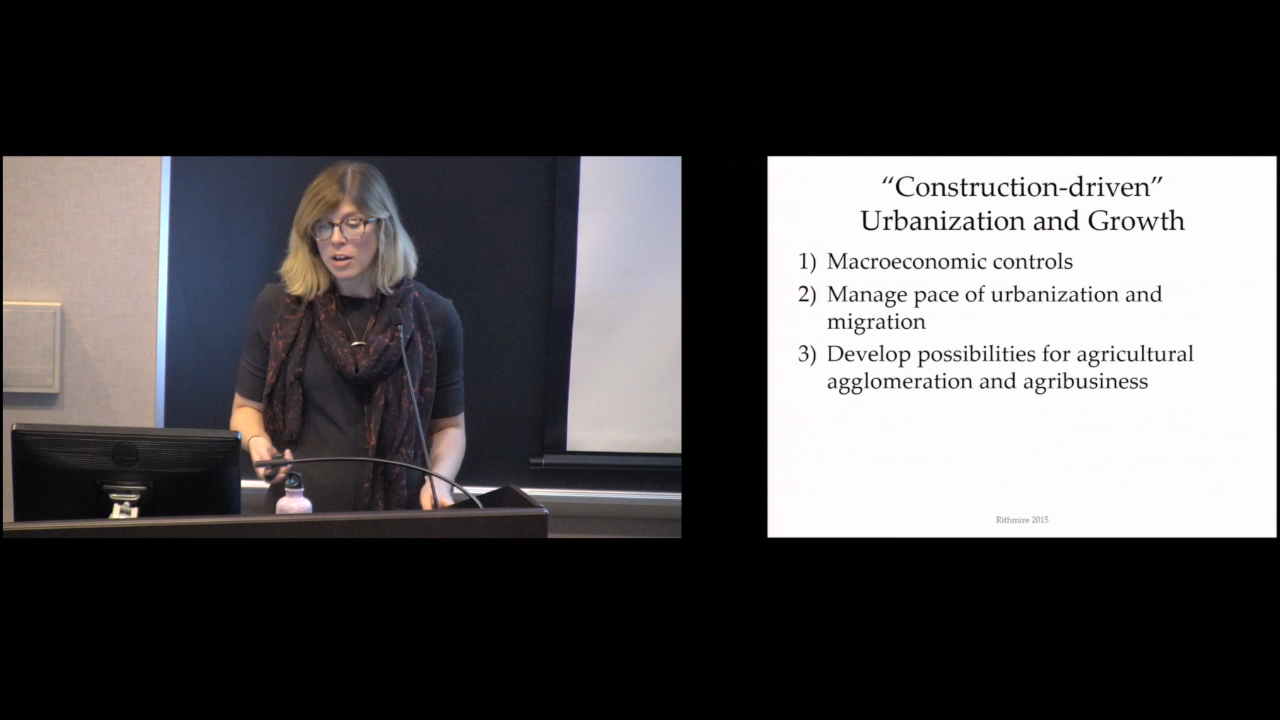 “Construction-driven”
Urbanization and Growth
1) Macroeconomic controls
2) Manage pace of urbanization and
migration
3) Develop possibilities for agricultural
agglomeration and agribusiness
Rithmire 2015